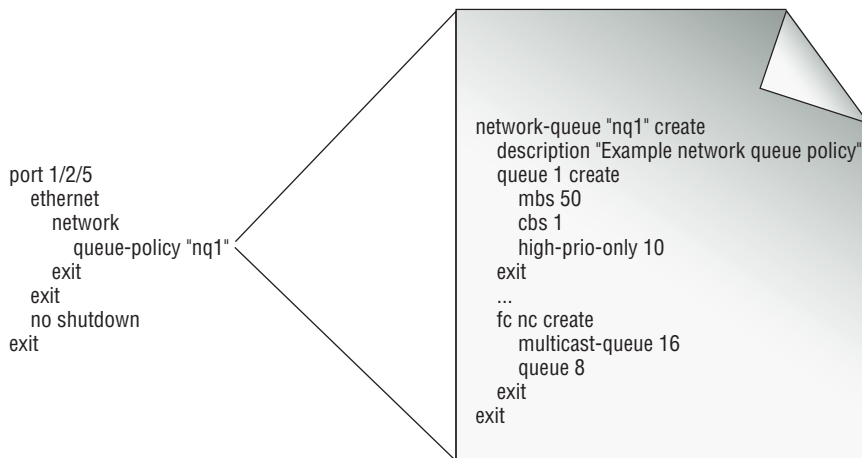 port 1/2/5
ethernet
network
queue-policy "nq1"
exit
exit
no shutdown
exit
network-queue "nq1" create
description "Example network queue policy"
queue 1 create
mbs 50
cbs 1
high-prio-only 10
exit
...
fc nc create
multicast-queue 16
queue 8
exit
exit